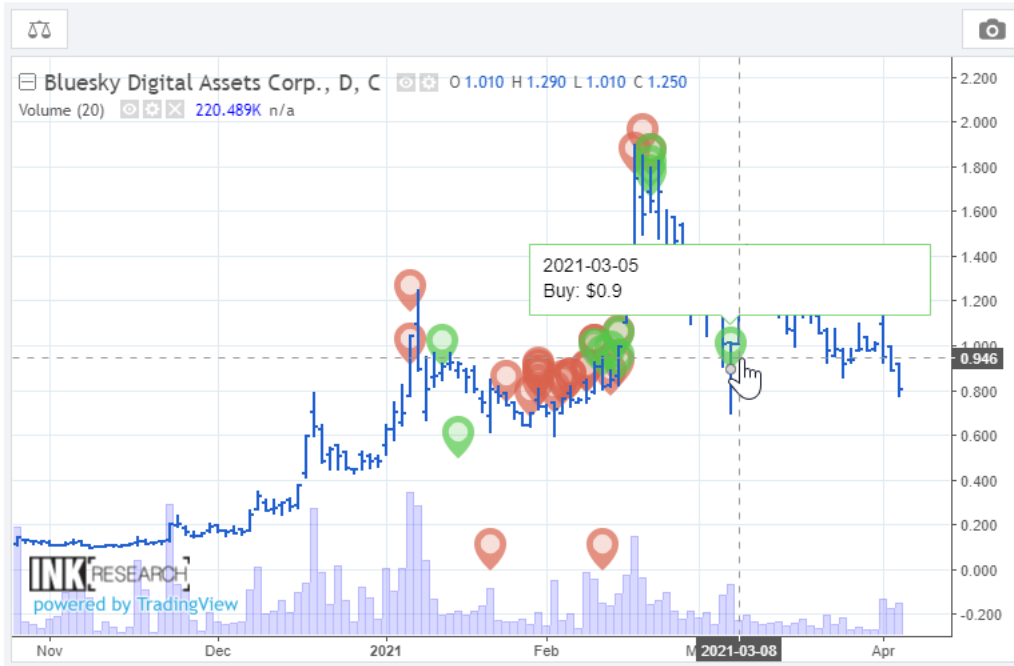 Bluesky Digital Assets Corp., D, C O 1.010 H 1.290 L 1.010 C 1.250
Volume (20) 220.489K n/a
2.200
2.000
1.800
1.600
1.400
2021-03-05
Buy: $0.9
1.200
1.000
0.946
0.800
0.600
0.400
0.200
0.000
-0.200
INK RESEARCH
powered by TradingView
Nov Dec 2021 Feb 2021-03-08 Apr